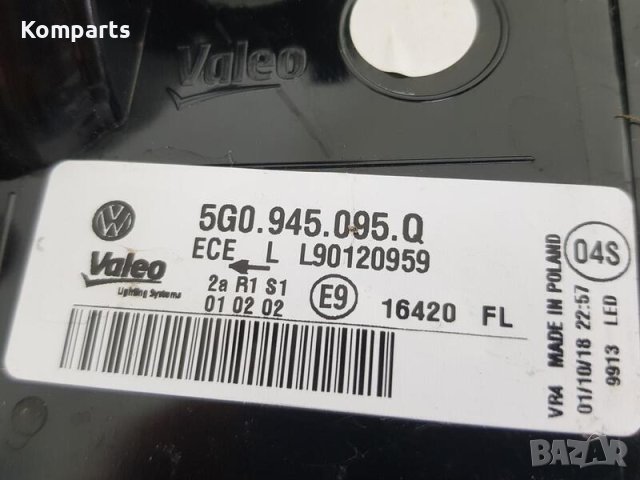 Komparts
Valeo
5G0.945.095.Q
ECE L L90120959
Valeo
Lighting Systems
2a R1 S1
01 02 02
E9
16420 FL
04S
VR4 MADE IN POLAND
01/10/18 22:57
9913 LED
BAZAR